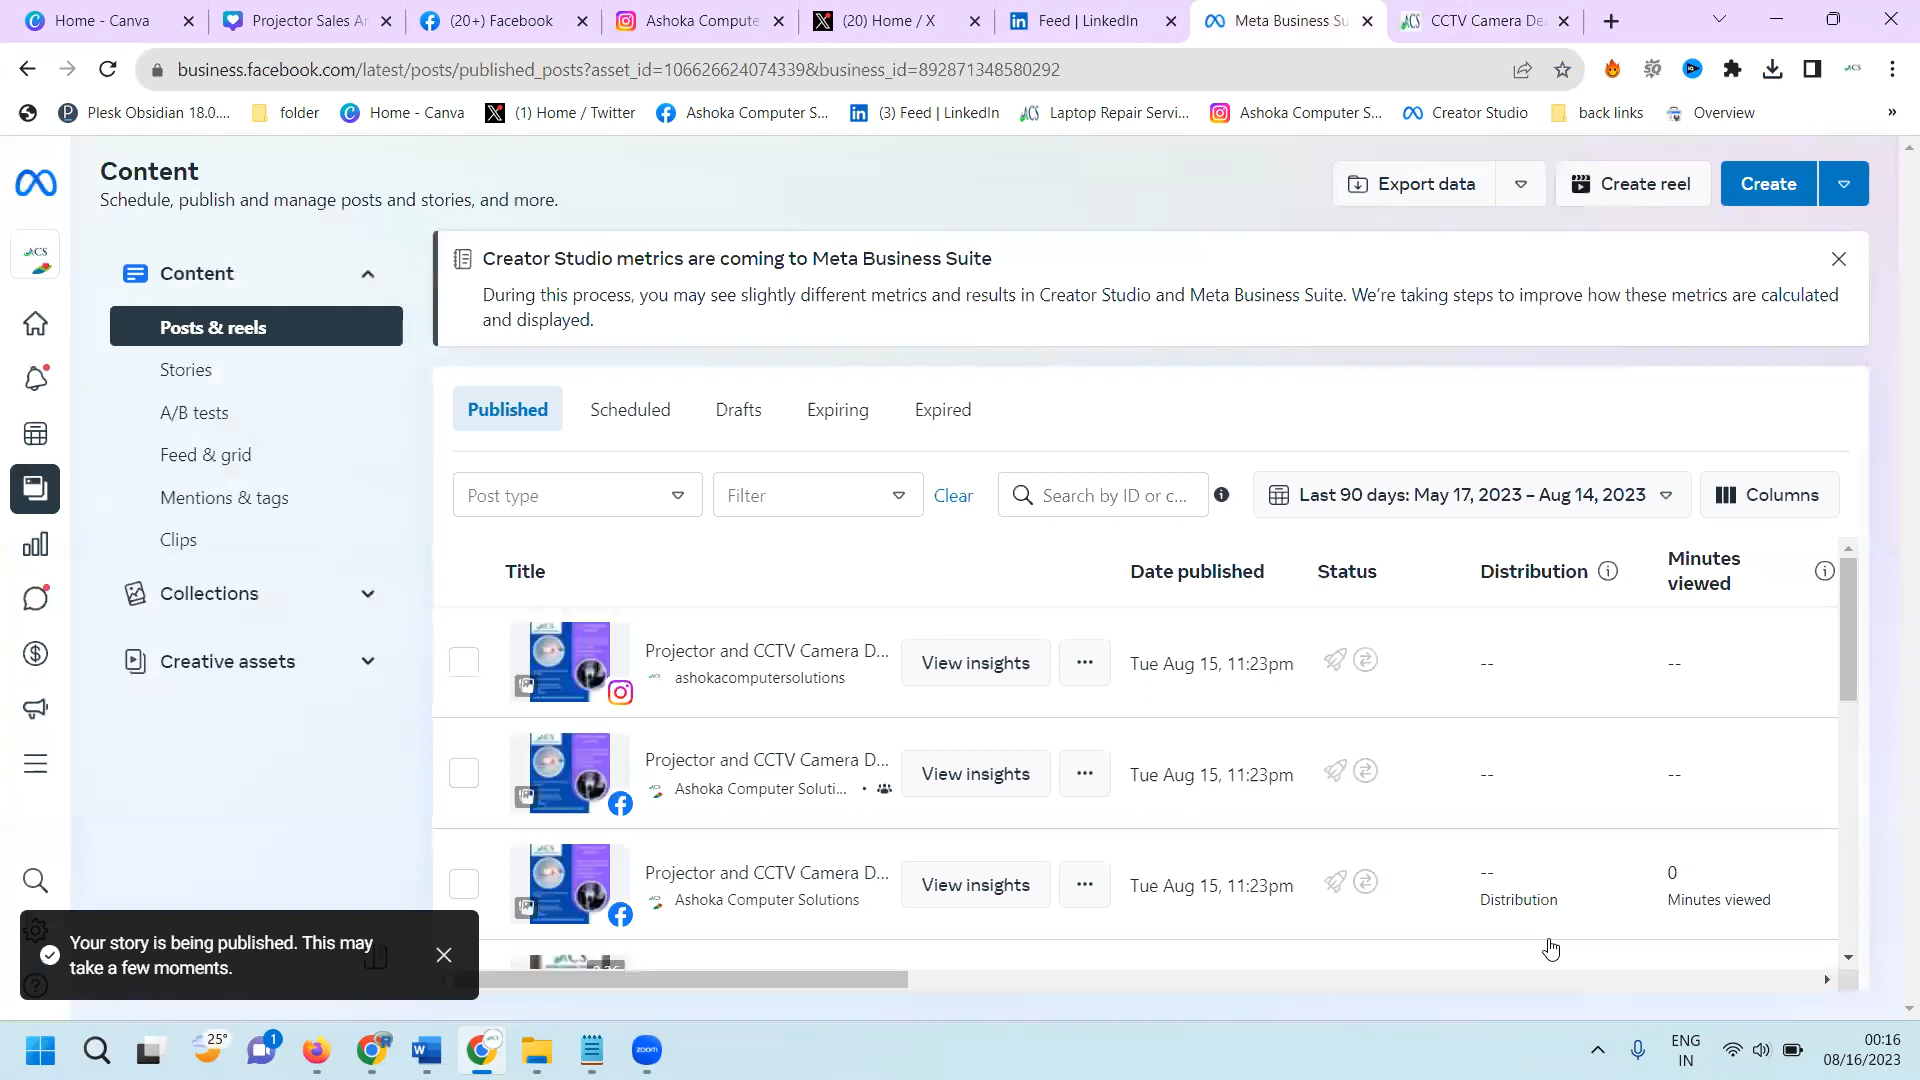 Home - Canva
Projector Sales Ar
(20+) Facebook
Ashoka Compute
(20) Home / X
Feed | LinkedIn
Meta Business Su
CCTV Camera De
business.facebook.com/latest/posts/published_posts?asset_id=106626624074339&business_id=892871348580292
Plesk Obsidian 18.0....
folder
Home - Canva
(1) Home / Twitter
Ashoka Computer S...
(3) Feed | LinkedIn
Laptop Repair Servi...
Ashoka Computer S...
Creator Studio
back links
Overview
»
Content
Schedule, publish and manage posts and stories, and more.
Export data
Create reel
Create
ACS
Content
Posts & reels
Stories
A/B tests
Feed & grid
Mentions & tags
Clips
Collections
Creative assets
Creator Studio metrics are coming to Meta Business Suite
During this process, you may see slightly different metrics and results in Creator Studio and Meta Business Suite. We're taking steps to improve how these metrics are calculated
and displayed.
Published
Scheduled
Drafts
Expiring
Expired
Post type
Filter
Clear
Search by ID or c...
Last 90 days: May 17, 2023 – Aug 14, 2023
Columns
Title
Date published
Status
Distribution
Minutes
viewed
Projector and CCTV Camera D...
ashokacomputersolutions
View insights
...
Tue Aug 15, 11:23pm
--
--
Projector and CCTV Camera D...
Ashoka Computer Soluti...
View insights
...
Tue Aug 15, 11:23pm
--
--
Projector and CCTV Camera D...
Ashoka Computer Solutions
View insights
...
Tue Aug 15, 11:23pm
--
Distribution
0
Minutes viewed
Your story is being published. This may
take a few moments.
25°
1
zoom
ENG
IN
00:16
08/16/2023